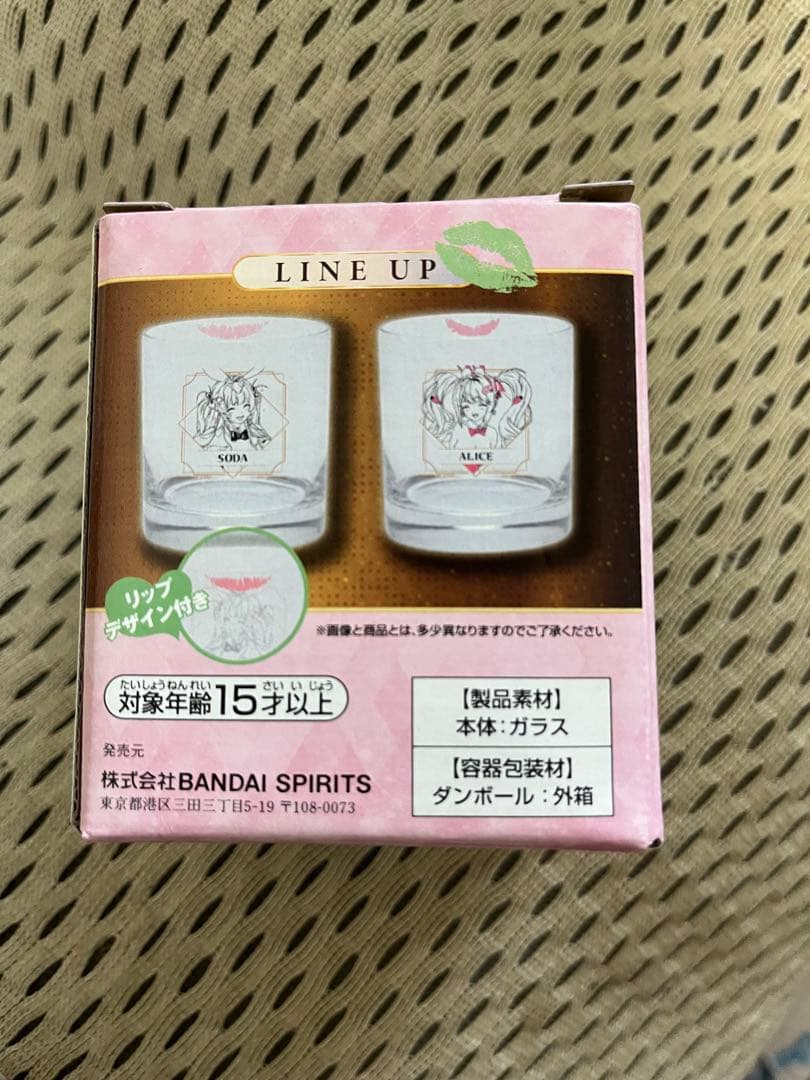 LINE UP
SODA
ALICE
リップ
デザイン付き
※画像と商品とは、多少異なりますのでご了承ください。
たいしょうねんれい さい い じょう
対象年齢15才以上
【製品素材】
本体:ガラス
【容器包装材】
ダンボール:外箱
発売元
株式会社BANDAI SPIRITS
東京都港区三田三丁目5-19 〒108-0073